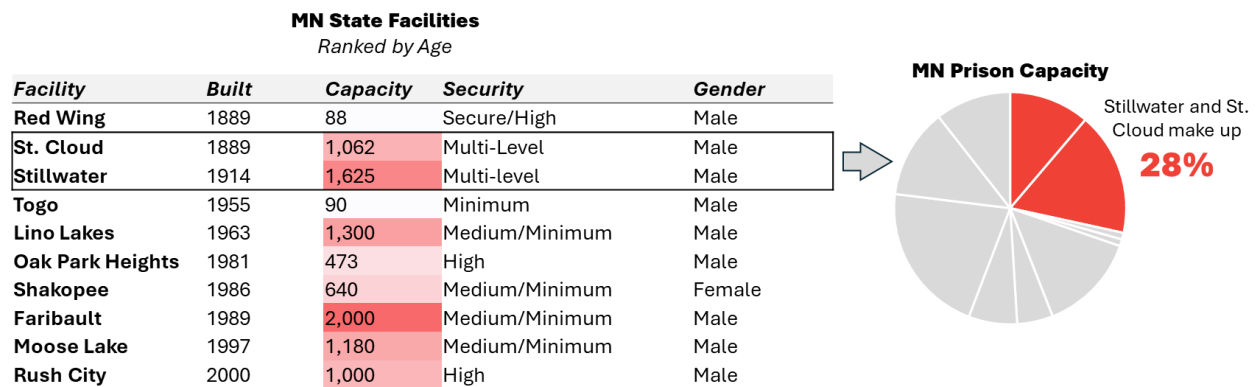 MN State Facilities
Ranked by Age
Facility Built Capacity Security Gender
Red Wing 1889 88 Secure/High Male
St. Cloud 1889 1,062 Multi-Level Male
Stillwater 1914 1,625 Multi-level Male
Togo 1955 90 Minimum Male
Lino Lakes 1963 1,300 Medium/Minimum Male
Oak Park Heights 1981 473 High Male
Shakopee 1986 640 Medium/Minimum Female
Faribault 1989 2,000 Medium/Minimum Male
Moose Lake 1997 1,180 Medium/Minimum Male
Rush City 2000 1,000 High Male
MN Prison Capacity
Stillwater and St.
Cloud make up
28%